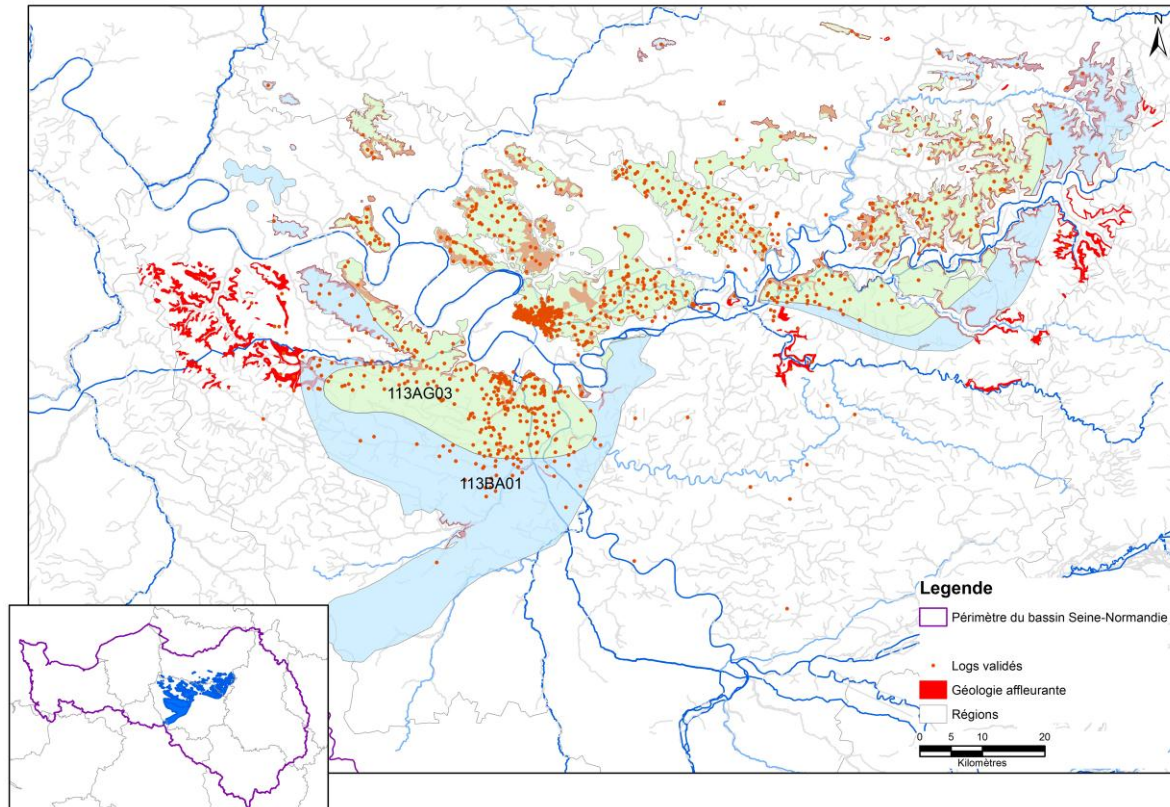 N
113AG03
113BA01
Legende
Périmètre du bassin Seine-Normandie
Logs validés
Géologie affleurante
Régions
0 5 10 20
Kilomètres